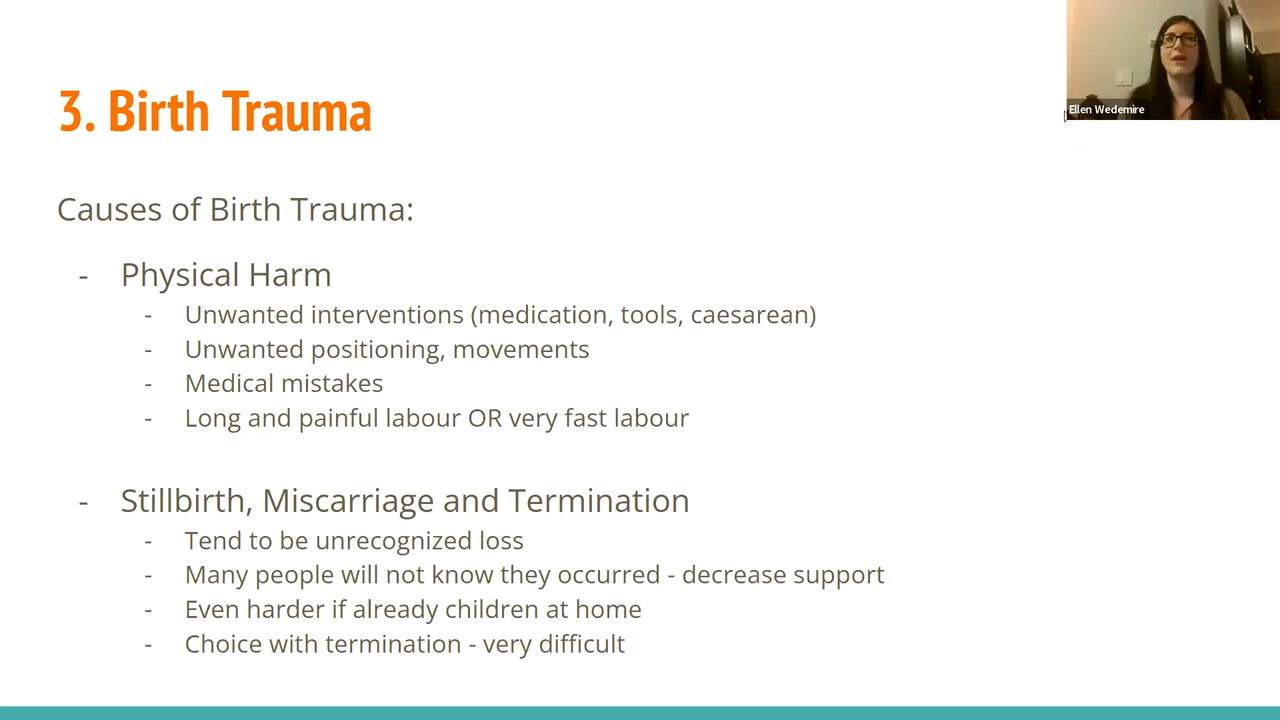 3. Birth Trauma
Ellen Wedemire
Causes of Birth Trauma:
- Physical Harm
- Unwanted interventions (medication, tools, caesarean)
- Unwanted positioning, movements
- Medical mistakes
- Long and painful labour OR very fast labour
- Stillbirth, Miscarriage and Termination
- Tend to be unrecognized loss
- Many people will not know they occurred - decrease support
- Even harder if already children at home
- Choice with termination - very difficult